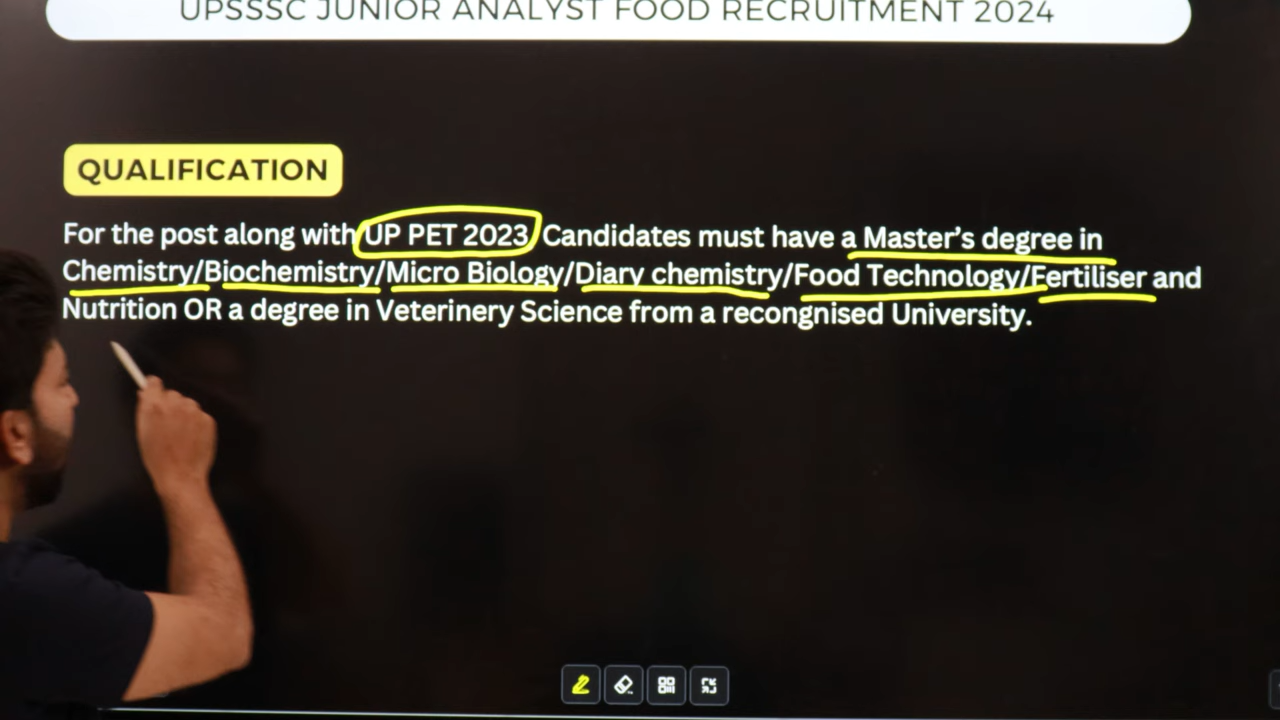 UPSSSC JUNIOR ANALYST FOOD RECRUITMENT 2024
QUALIFICATION
For the post along with UP PET 2023 Candidates must have a Master's degree in
Chemistry/Biochemistry/Micro Biology/Diary chemistry/Food Technology/Fertiliser and
Nutrition OR a degree in Veterinery Science from a recongnised University.